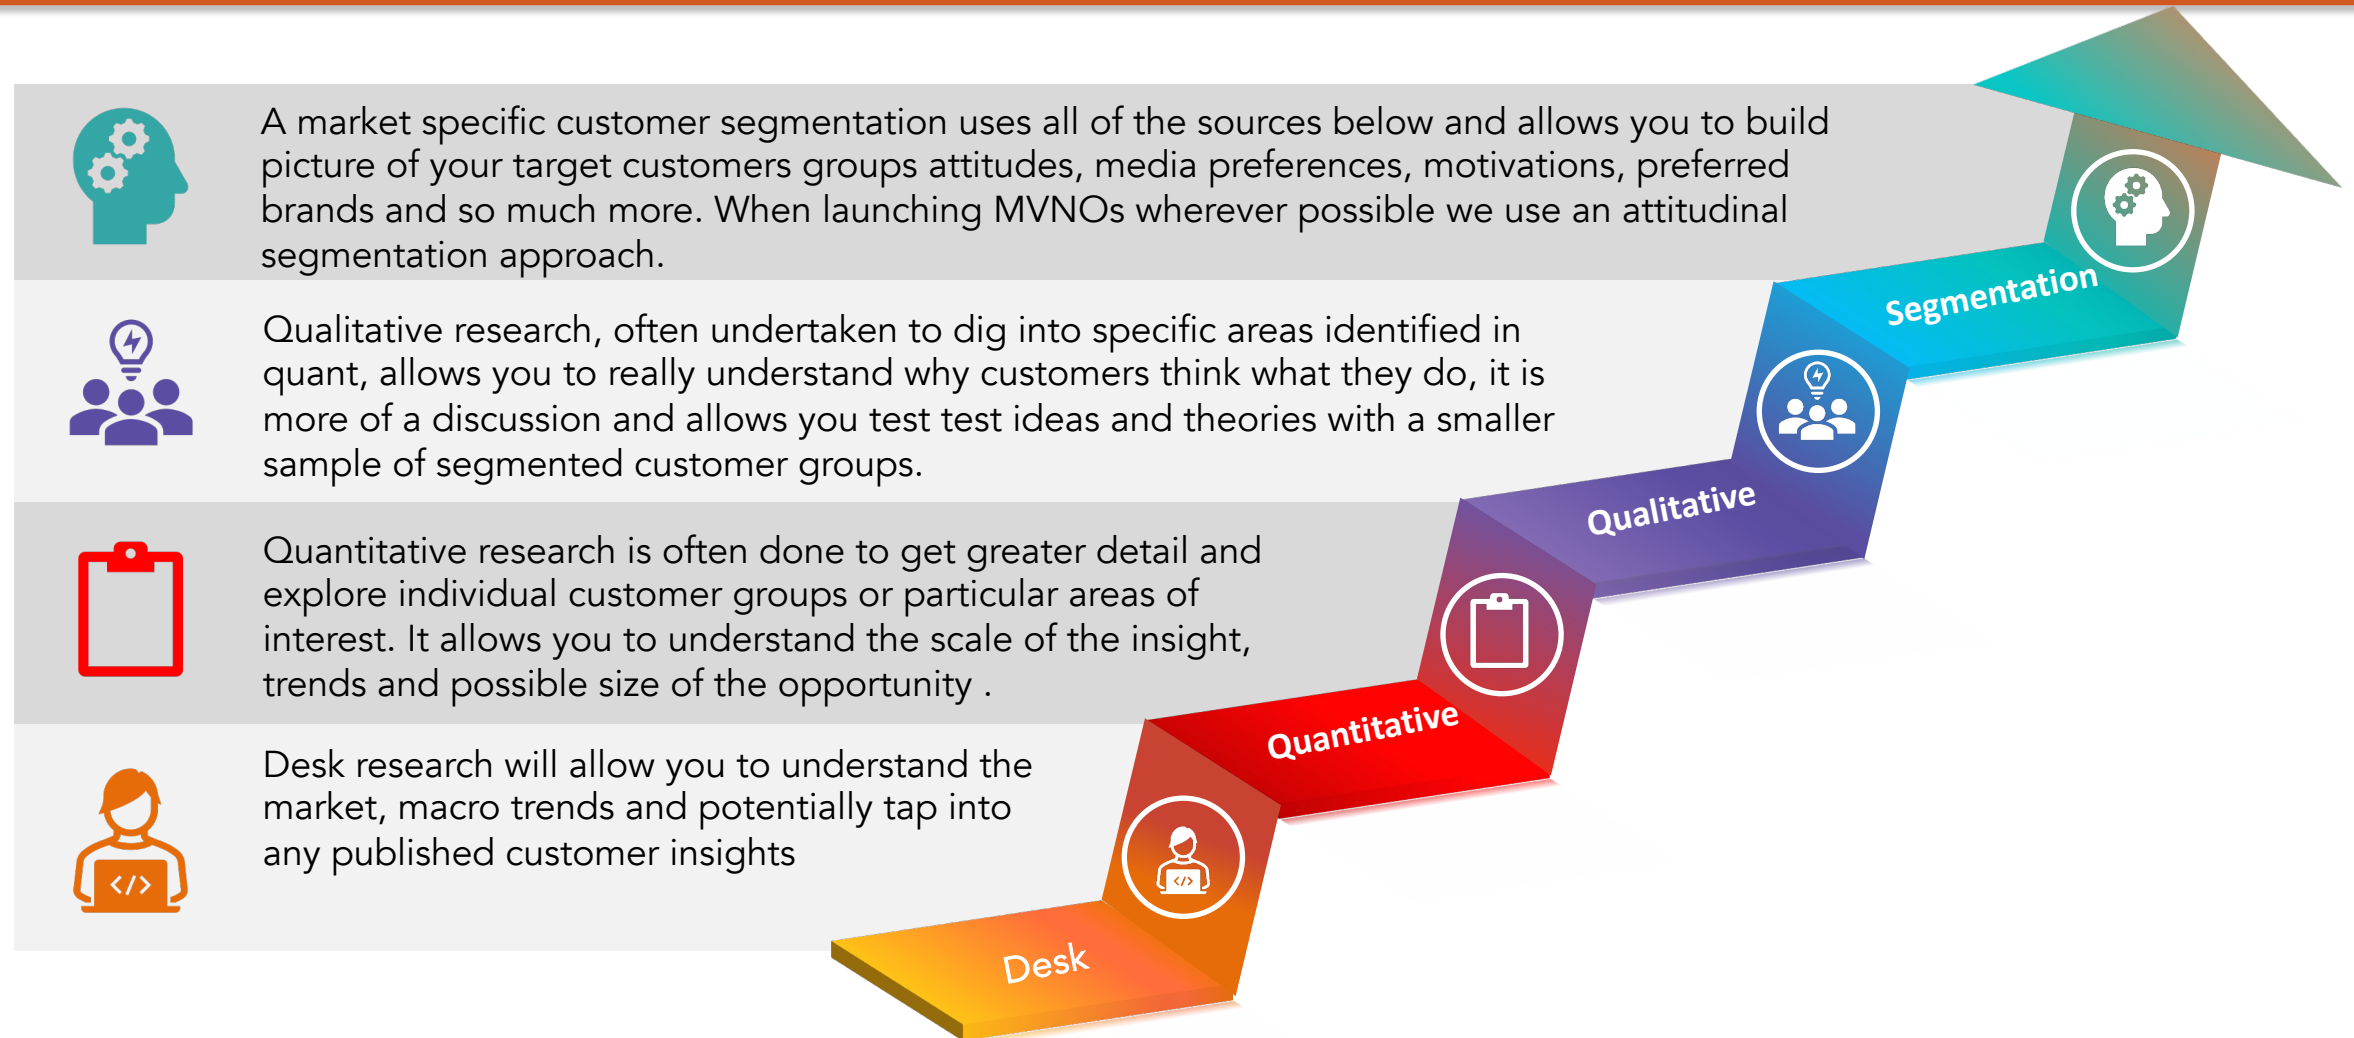 A market specific customer segmentation uses all of the sources below and allows you to build
picture of your target customers groups attitudes, media preferences, motivations, preferred
brands and so much more. When launching MVNOs wherever possible we use an attitudinal
segmentation approach.
Segmentation
Qualitative research, often undertaken to dig into specific areas identified in
quant, allows you to really understand why customers think what they do, it is
more of a discussion and allows you test test ideas and theories with a smaller
sample of segmented customer groups.
Qualitative
Quantitative research is often done to get greater detail and
explore individual customer groups or particular areas of
interest. It allows you to understand the scale of the insight,
trends and possible size of the opportunity .
Quantitative
Desk research will allow you to understand the
market, macro trends and potentially tap into
any published customer insights
</>
</>
Desk